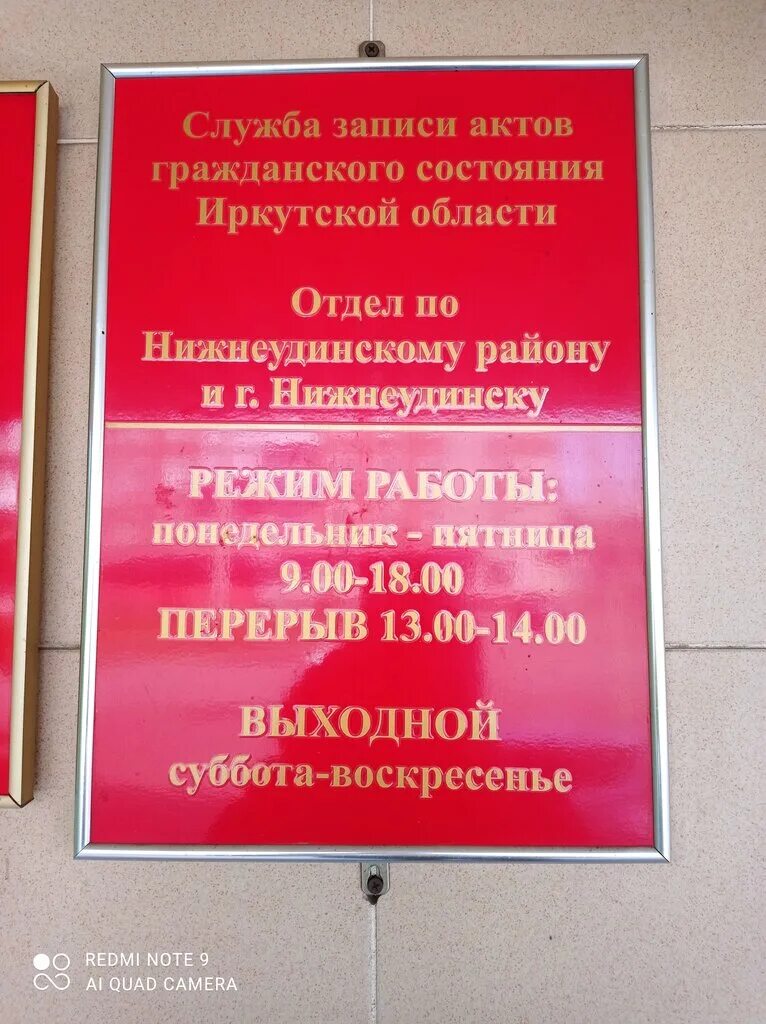 Служба записи актов
гражданского состояния
Иркутской области
Отдел по
Нижнеудинскому району
и г. Нижнеудинску
РЕЖИМ РАБОТЫ:
понедельник - пятница
9.00-18.00
ПЕРЕРЫВ 13.00-14.00
ВЫХОДНОЙ
суббота-воскресенье
REDMI NOTE 9
AI QUAD CAMERA